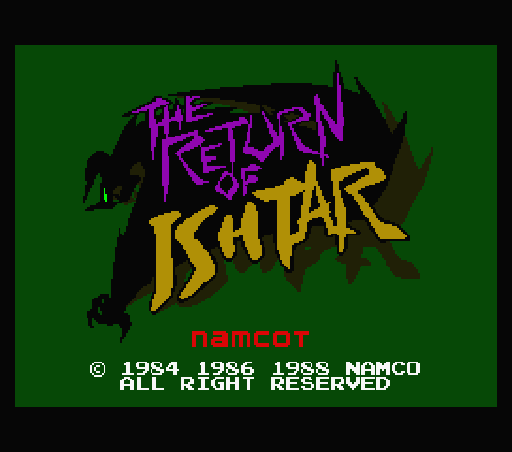 THE
RETURN
OF
ISHTAR
namcot
© 1984 1986 1988 NAMCO
ALL RIGHT RESERVED